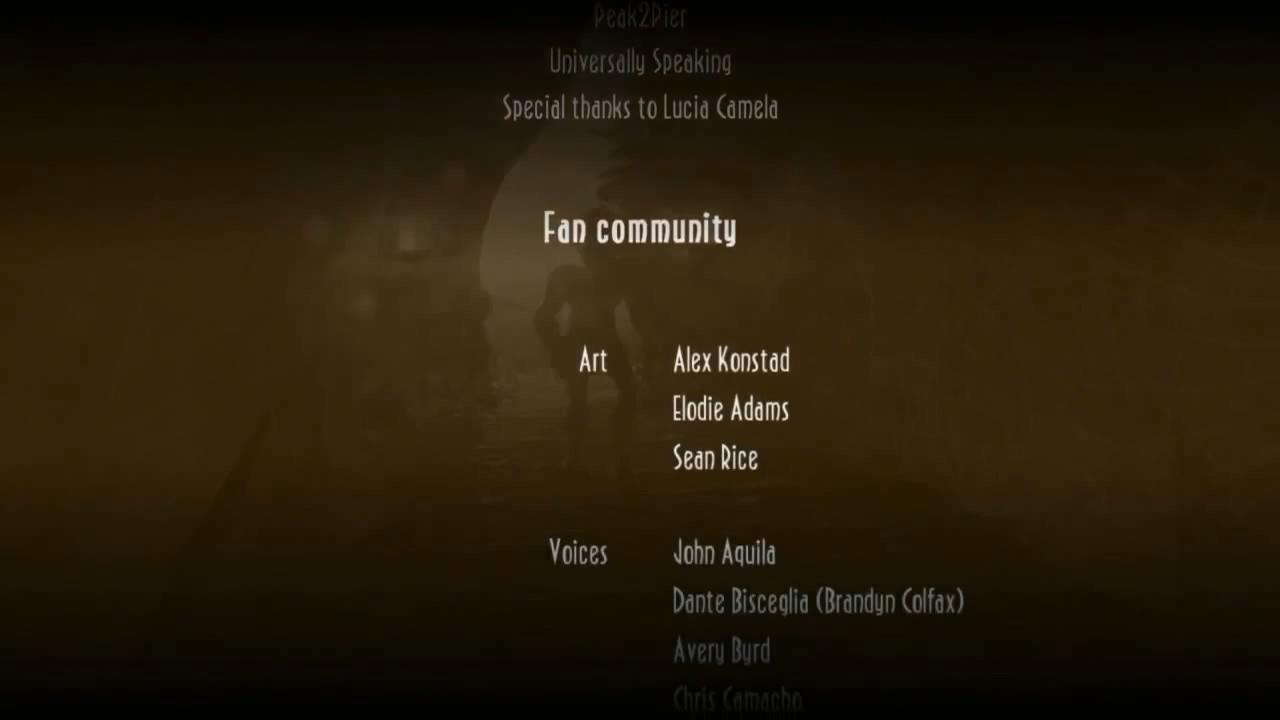 Peak2Pier
Universally Speaking
Special thanks to Lucia Camela
Fan community
Art Alex Konstad
Elodie Adams
Sean Rice
Voices John Aquila
Dante Bisceglia (Brandyn Colfax)
Avery Byrd
Chris Camacho